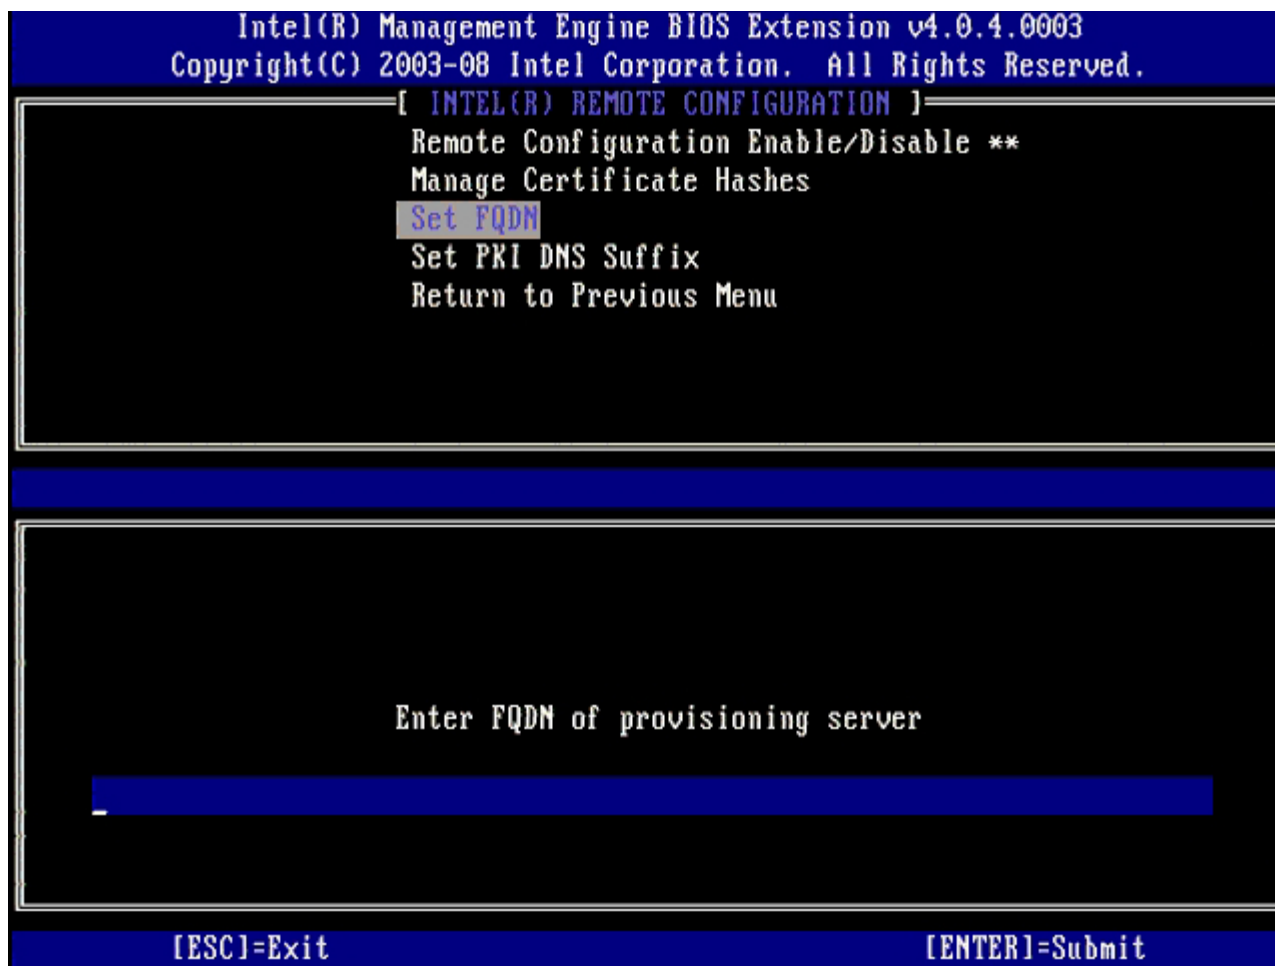 Intel(R) Management Engine BIOS Extension v4.0.4.0003
Copyright(C) 2003-08 Intel Corporation. All Rights Reserved.
[ INTEL(R) REMOTE CONFIGURATION ]
Remote Configuration Enable/Disable **
Manage Certificate Hashes
Set FQDN
Set PKI DNS Suffix
Return to Previous Menu
Enter FQDN of provisioning server
[ESC]=Exit [ENTER]=Submit